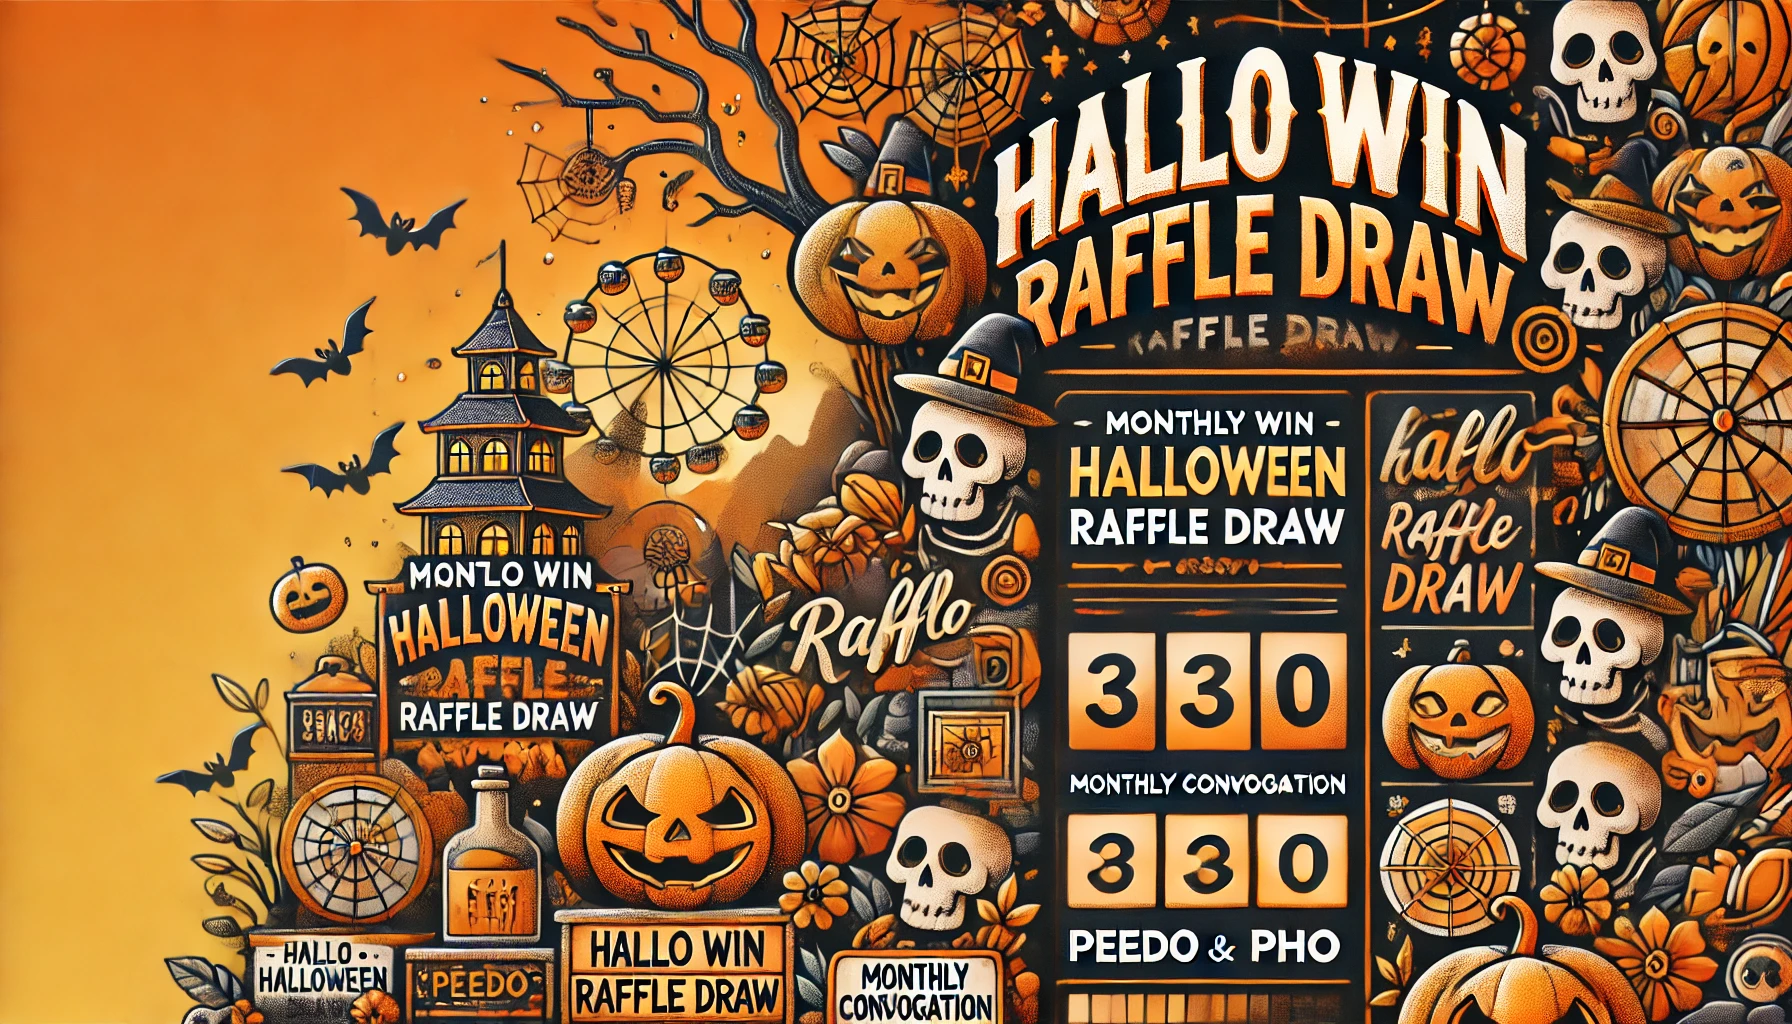 HALLO WIN
RAFFLE DRAW
RAFFLE DRAW
- MONTHLY WIN -
HALLOWEEN
RAFFLE DRAW
hallo
Raffle
DRAW
330
MONTHLY CONVOGATION
330
PEEDO & PHO
MONZLO WIN
HALLOWEEN
RAFFLE
RAFFLE DRAW
Rafflo
- HALLO -
HALLOWEEN
PEEDO
HALLO WIN
RAFFLE DRAW
MONTHLY
CONVOGATION